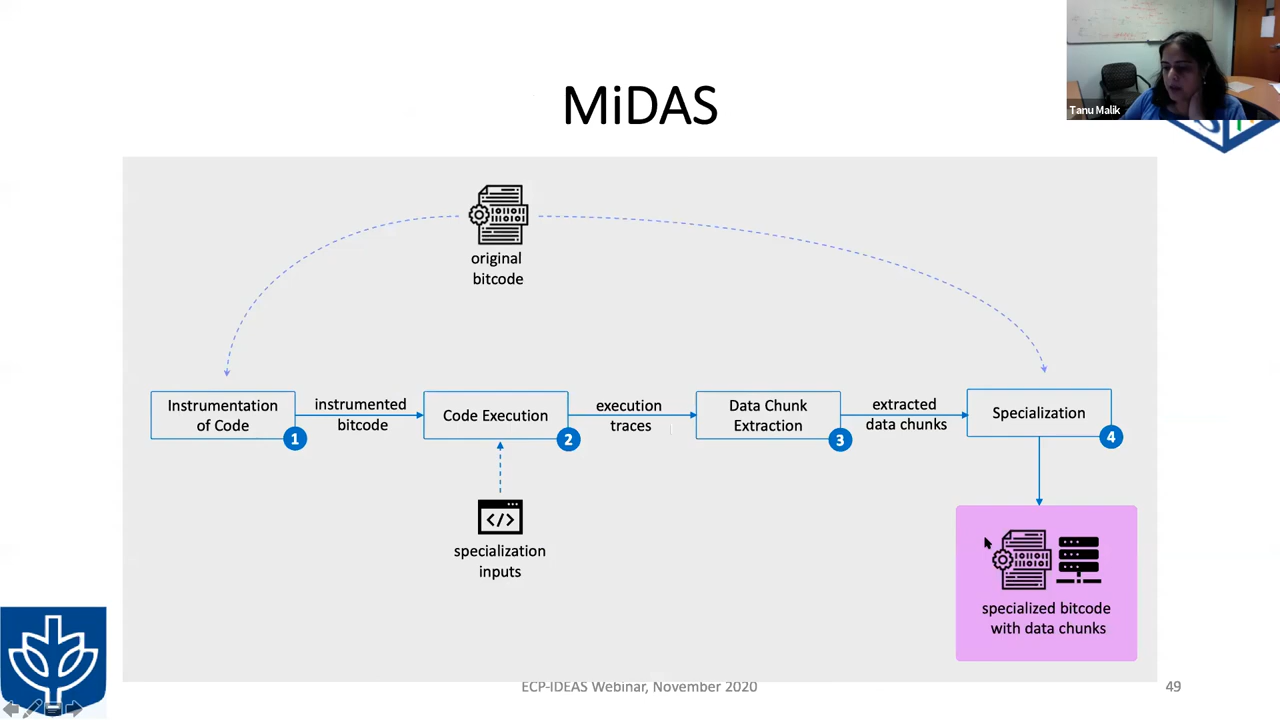 Tanu Malik
MiDAS
original
bitcode
Instrumentation
of Code
1
instrumented
bitcode
Code Execution
2
execution
traces
Data Chunk
Extraction
3
extracted
data chunks
Specialization
4
</>
specialization
inputs
specialized bitcode
with data chunks
ECP-IDEAS Webinar, November 2020
49